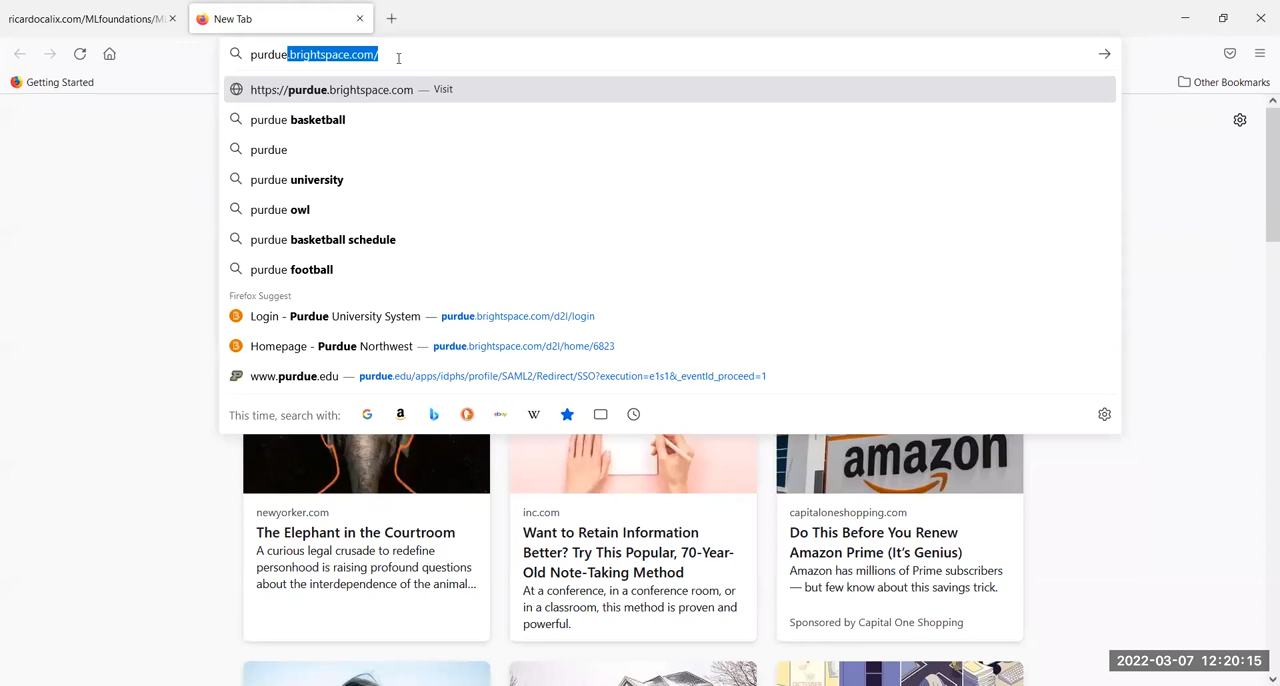 ricardocalix.com/MLfoundations/ML
New Tab
purdue.brightspace.com/
Getting Started
Other Bookmarks
https://purdue.brightspace.com — Visit
purdue basketball
purdue
purdue university
purdue owl
purdue basketball schedule
purdue football
Firefox Suggest
Login - Purdue University System — purdue.brightspace.com/d2l/login
Homepage - Purdue Northwest — purdue.brightspace.com/d2l/home/6823
www.purdue.edu — purdue.edu/apps/idphs/profile/SAML2/Redirect/SSO?execution=e1s1&_eventId_proceed=1
This time, search with:
amazon
newyorker.com
The Elephant in the Courtroom
A curious legal crusade to redefine
personhood is raising profound questions
about the interdependence of the animal...
inc.com
Want to Retain Information
Better? Try This Popular, 70-Year-
Old Note-Taking Method
At a conference, in a conference room, or
in a classroom, this method is proven and
powerful.
capitaloneshopping.com
Do This Before You Renew
Amazon Prime (It's Genius)
Amazon has millions of Prime subscribers
— but few know about this savings trick.
Sponsored by Capital One Shopping
2022-03-07 12:20:15